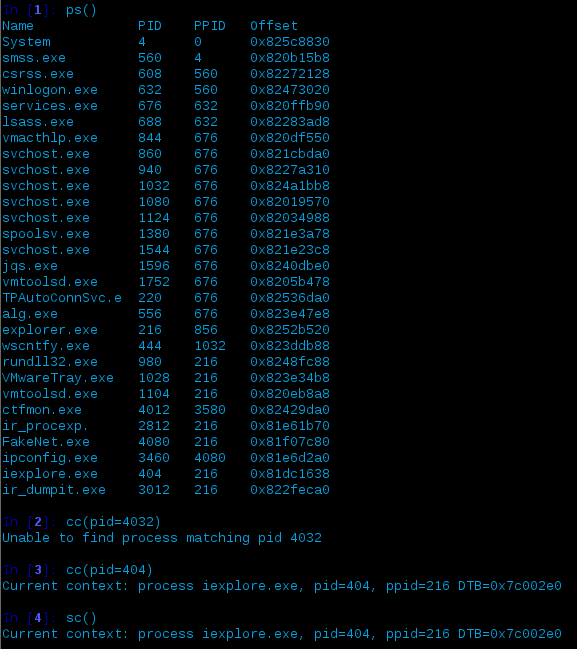 In [1]: ps()
Name PID PPID Offset
System 4 0 0x825c8830
smss.exe 560 4 0x820b15b8
csrss.exe 608 560 0x82272128
winlogon.exe 632 560 0x82473020
services.exe 676 632 0x820ffb90
lsass.exe 688 632 0x82283ad8
vmacthlp.exe 844 676 0x820df550
svchost.exe 860 676 0x821cbda0
svchost.exe 940 676 0x8227a310
svchost.exe 1032 676 0x824a1bb8
svchost.exe 1080 676 0x82019570
svchost.exe 1124 676 0x82034988
spoolsv.exe 1380 676 0x821e3a78
svchost.exe 1544 676 0x821e23c8
jqs.exe 1596 676 0x8240dbe0
vmtoolsd.exe 1752 676 0x8205b478
TPAutoConnSvc.e 220 676 0x82536da0
alg.exe 556 676 0x823e47e8
explorer.exe 216 856 0x8252b520
wscntfy.exe 444 1032 0x823ddb88
rundll32.exe 980 216 0x8248fc88
VMwareTray.exe 1028 216 0x823e34b8
vmtoolsd.exe 1104 216 0x820eb8a8
ctfmon.exe 4012 3580 0x82429da0
ir_procexp. 2812 216 0x81e61b70
FakeNet.exe 4080 216 0x81f07c80
ipconfig.exe 3460 4080 0x81e6d2a0
iexplore.exe 404 216 0x81dc1638
ir_dumpit.exe 3012 216 0x822feca0
In [2]: cc(pid=4032)
Unable to find process matching pid 4032
In [3]: cc(pid=404)
Current context: process iexplore.exe, pid=404, ppid=216 DTB=0x7c002e0
In [4]: sc()
Current context: process iexplore.exe, pid=404, ppid=216 DTB=0x7c002e0